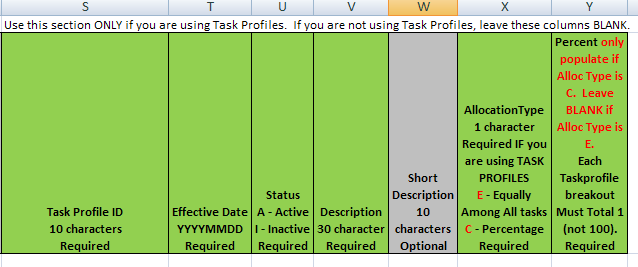 S T U V W X Y
Use this section ONLY if you are using Task Profiles. If you are not using Task Profiles, leave these columns BLANK.
Task Profile ID
10 characters
Required
Effective Date
YYYYMMDD
Required
Status
A - Active
I - Inactive
Required
Description
30 character
Required
Short
Description
10
characters
Optional
AllocationType
1 character
Required IF you
are using TASK
PROFILES
E - Equally
Among All tasks
C - Percentage
Required
Percent only
populate if
Alloc Type is
C. Leave
BLANK if
Alloc Type is
E.
Each
Taskprofile
breakout
Must Total 1
(not 100).
Required